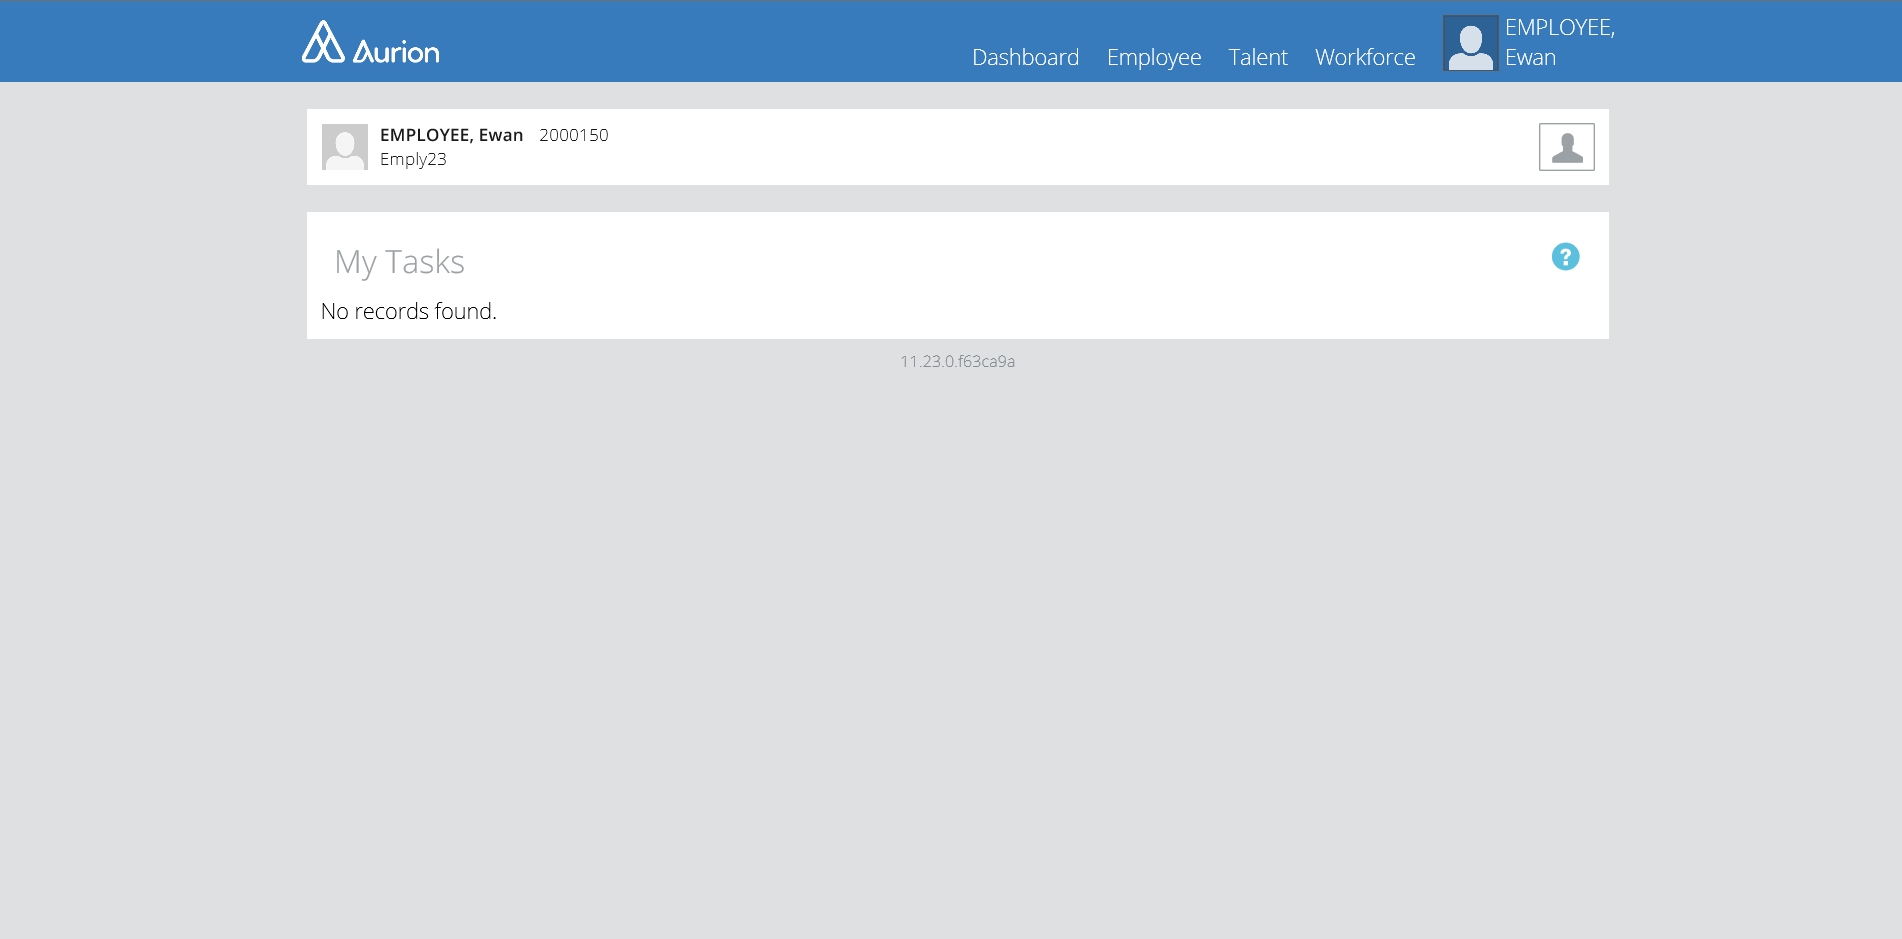 Aurion
Dashboard Employee Talent Workforce
EMPLOYEE,
Ewan
EMPLOYEE, Ewan 2000150
Emply23
My Tasks
?
No records found.
11.23.0.f63ca9a